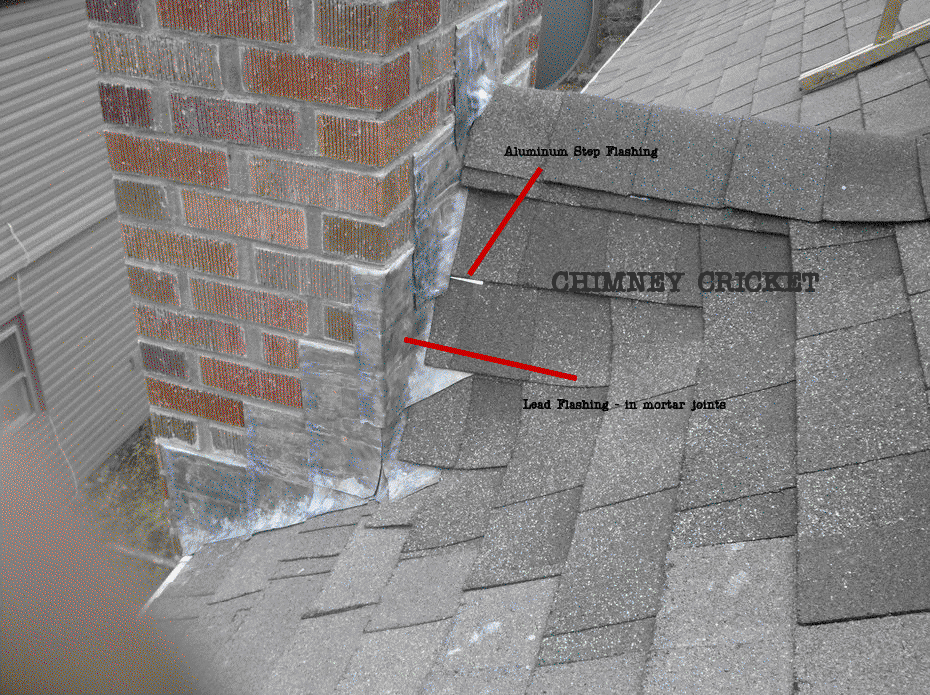 Aluminum Step Flashing
CHIMNEY CRICKET
Lead Flashing - in mortar joints